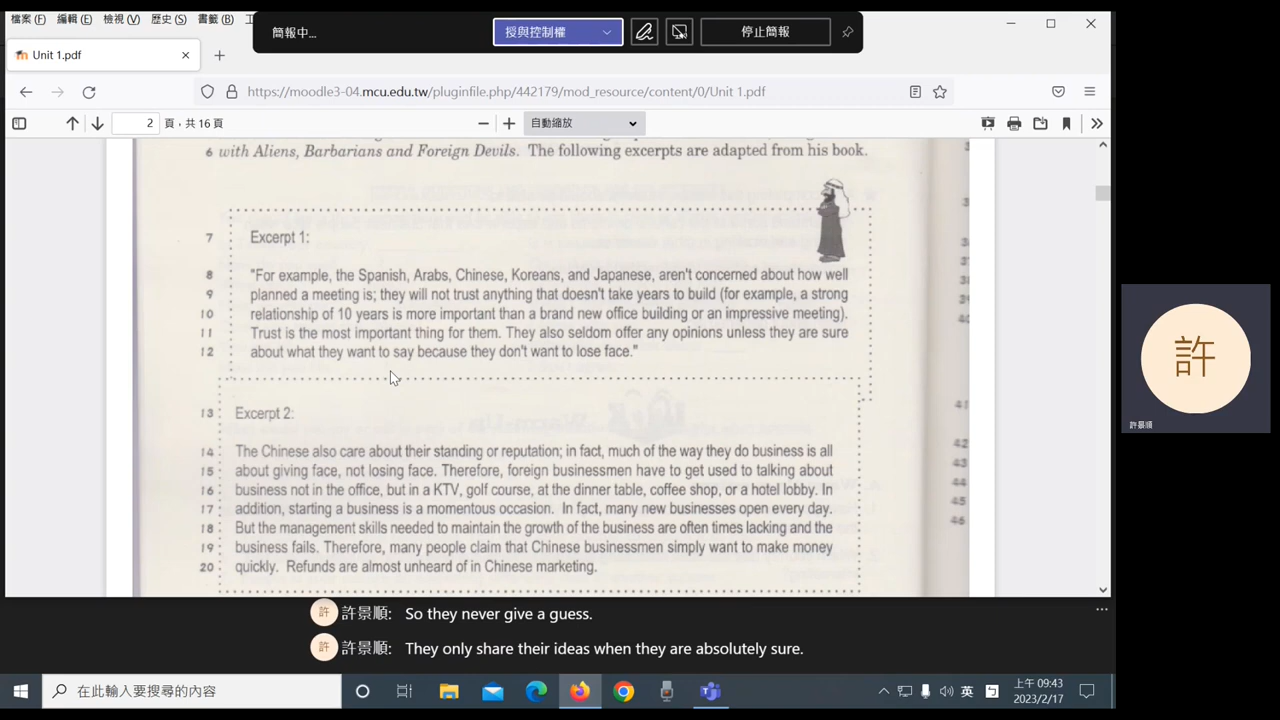 檔案(F) 編輯(E) 檢視(V) 歷史(S) 書籤(B)
簡報中...
授與控制權
停止簡報
Unit 1.pdf
https://moodle3-04.mcu.edu.tw/pluginfile.php/442179/mod_resource/content/0/Unit 1.pdf
2 頁，共 16 頁
自動縮放
6 with Aliens, Barbarians and Foreign Devils. The following excerpts are adapted from his book.
7 Excerpt 1:
8 "For example, the Spanish, Arabs, Chinese, Koreans, and Japanese, aren't concerned about how well
9 planned a meeting is; they will not trust anything that doesn't take years to build (for example, a strong
10 relationship of 10 years is more important than a brand new office building or an impressive meeting).
11 Trust is the most important thing for them. They also seldom offer any opinions unless they are sure
12 about what they want to say because they don't want to lose face."
13 Excerpt 2:
14 The Chinese also care about their standing or reputation; in fact, much of the way they do business is all
15 about giving face, not losing face. Therefore, foreign businessmen have to get used to talking about
16 business not in the office, but in a KTV, golf course, at the dinner table, coffee shop, or a hotel lobby. In
17 addition, starting a business is a momentous occasion. In fact, many new businesses open every day.
18 But the management skills needed to maintain the growth of the business are often times lacking and the
19 business fails. Therefore, many people claim that Chinese businessmen simply want to make money
20 quickly. Refunds are almost unheard of in Chinese marketing.
41
42
43
44
45
46
許
許景順
許 許景順: So they never give a guess.
許 許景順: They only share their ideas when they are absolutely sure.
在此輸入要搜尋的內容
英
上午 09:43
2023/2/17